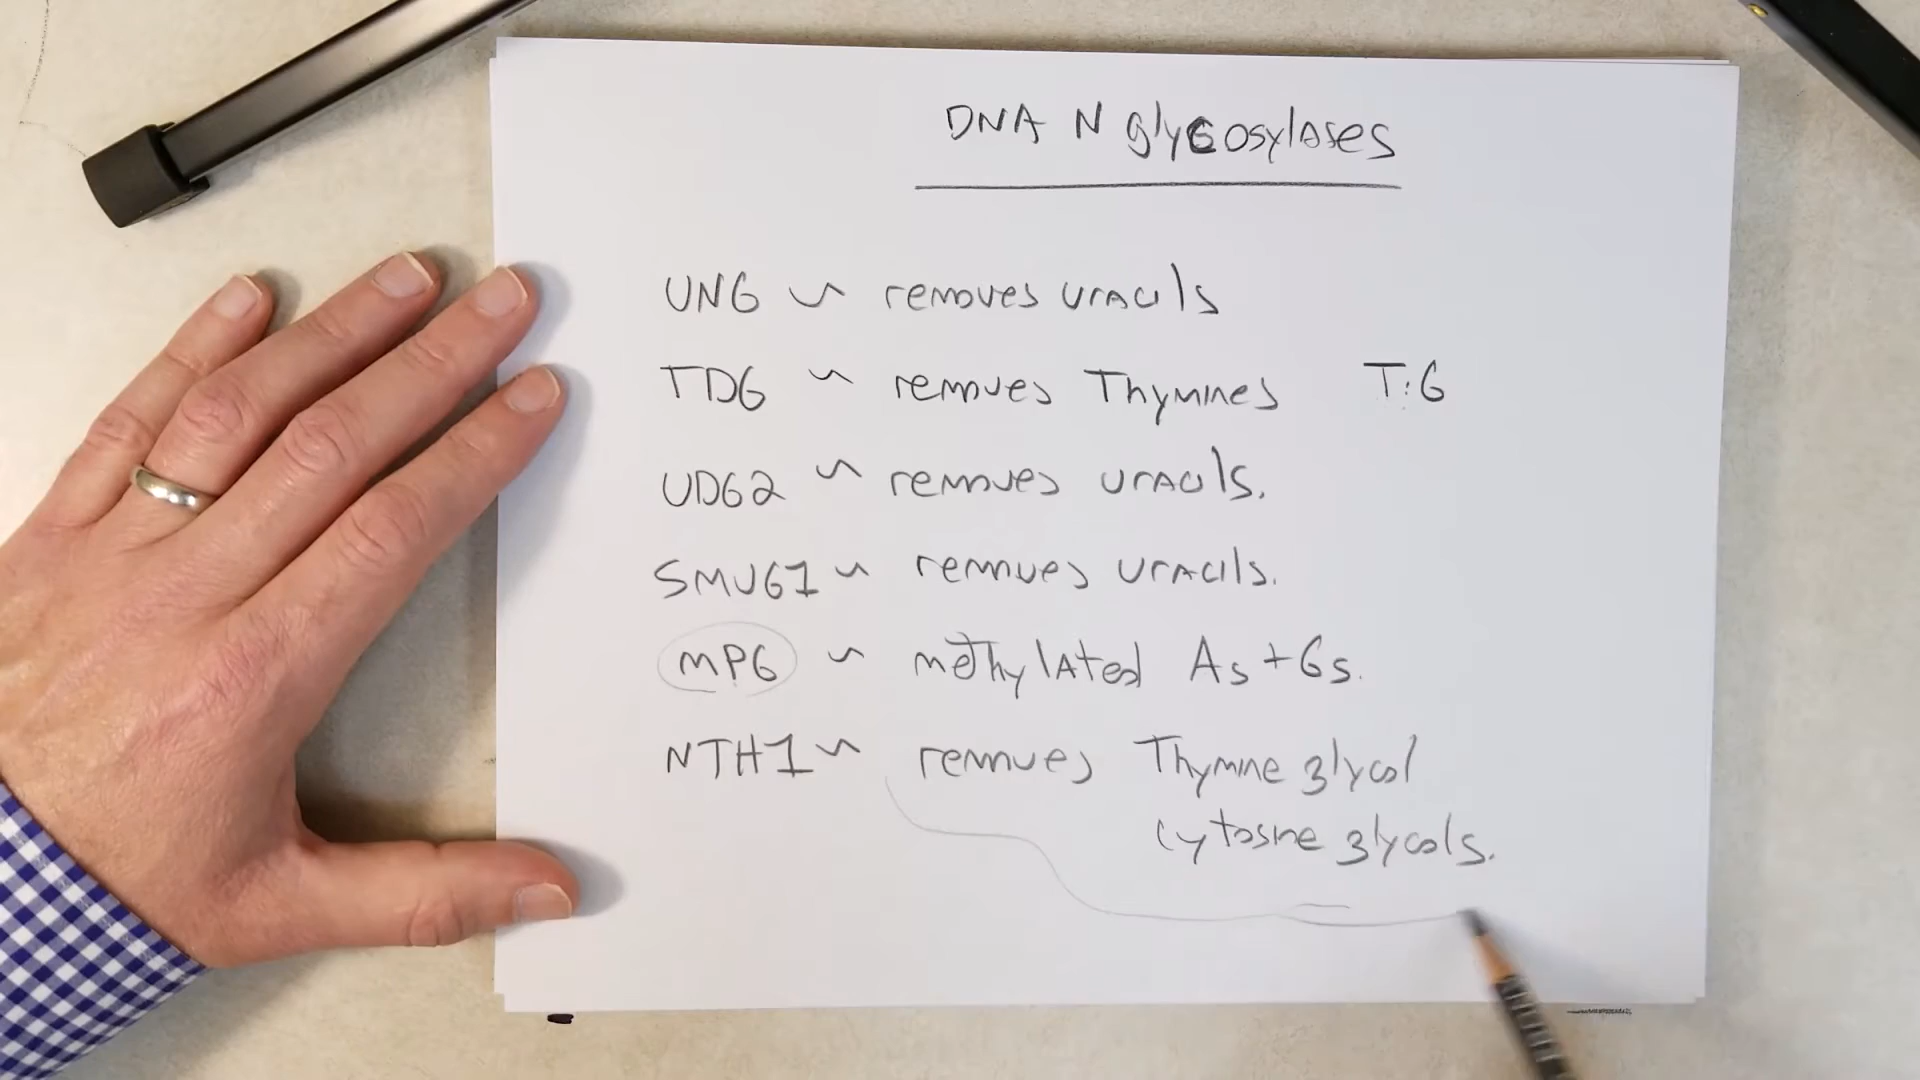 DNA N glycosylases
UNG ~ removes uracils
TDG ~ removes Thymines T:G
UDG2 ~ removes uracils.
SMUG1 ~ removes uracils.
MPG ~ methylated As + Gs.
NTH1 ~ removes Thymine glycol
cytosine glycols.